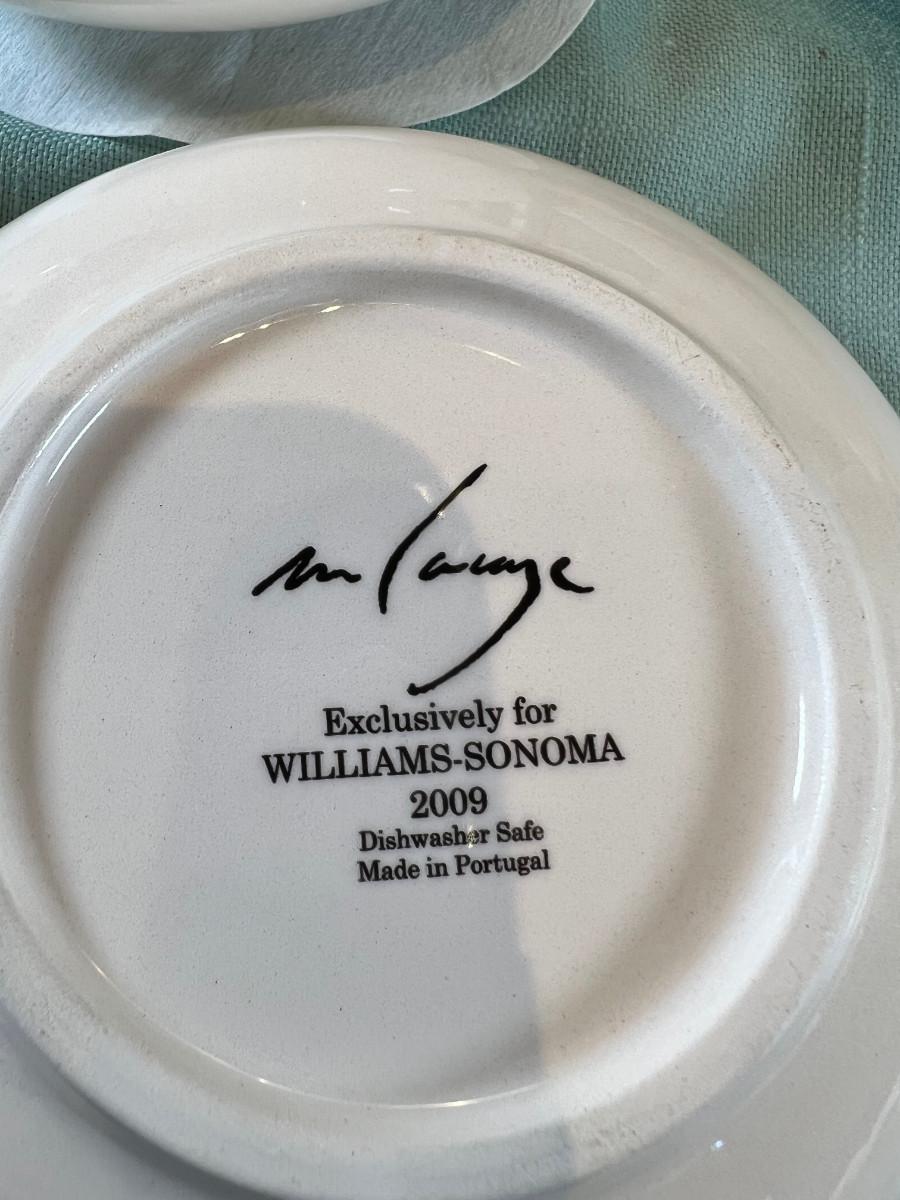 Exclusively for
WILLIAMS-SONOMA
2009
Dishwasher Safe
Made in Portugal